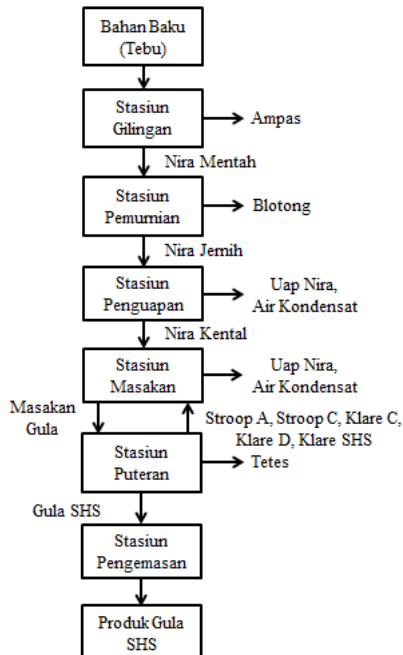 Bahan Baku
(Tebu)
Stasiun
Gilingan
Ampas
Nira Mentah
Stasiun
Pemurnian
Blotong
Nira Jernih
Stasiun
Penguapan
Uap Nira,
Air Kondensat
Nira Kental
Stasiun
Masakan
Uap Nira,
Air Kondensat
Masakan
Gula
Stroop A, Stroop C, Klare C,
Klare D, Klare SHS
Stasiun
Puteran
Tetes
Gula SHS
Stasiun
Pengemasan
Produk Gula
SHS